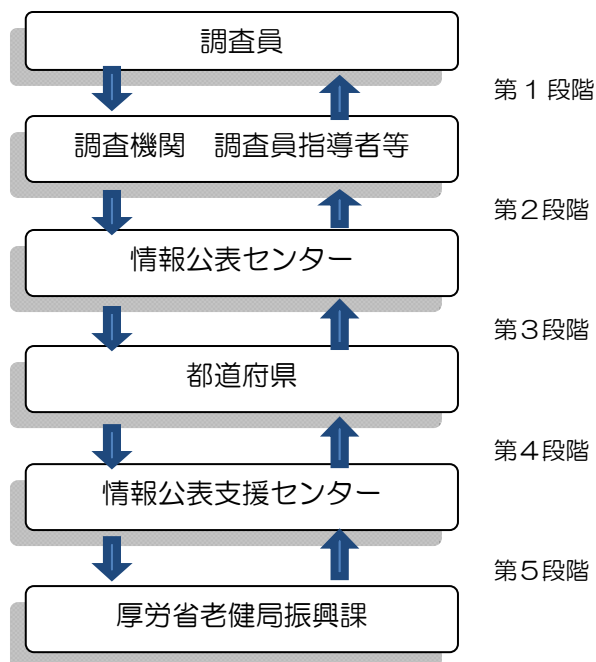 調査員
第1段階
調査機関 調査員指導者等
第2段階
情報公表センター
第3段階
都道府県
第4段階
情報公表支援センター
第5段階
厚労省老健局振興課